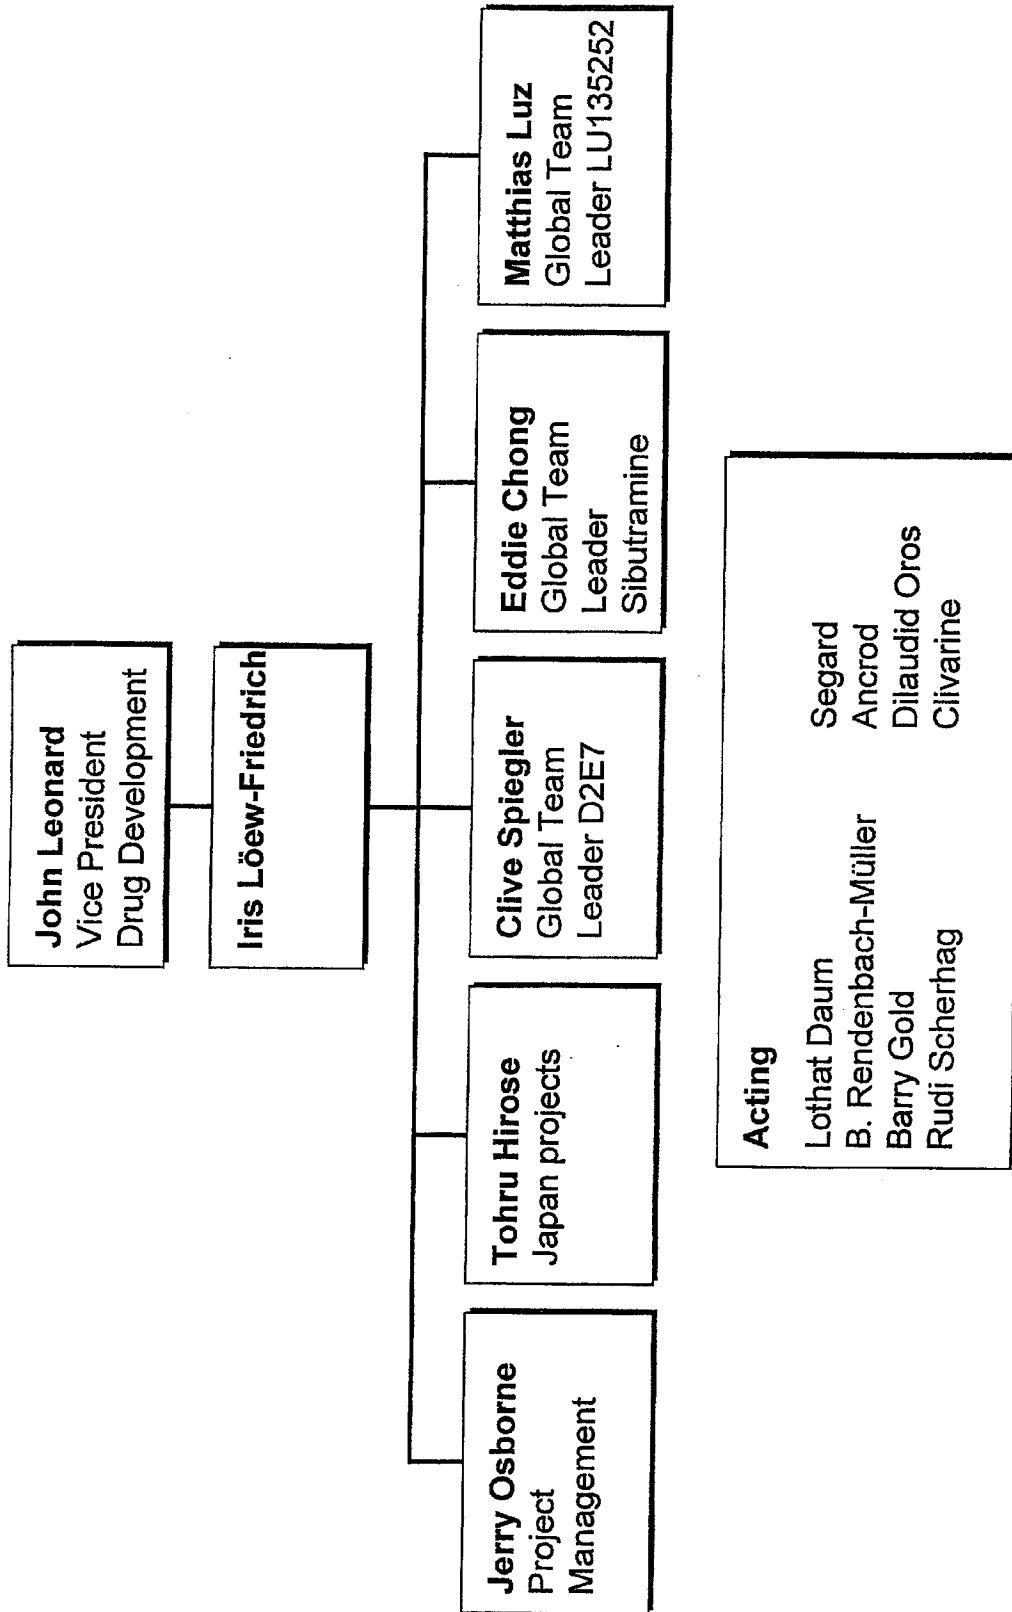 John Leonard
Vice President
Drug Development
Iris Löew-Friedrich
Jerry Osborne
Project
Management
Tohru Hirose
Japan projects
Clive Spiegler
Global Team
Leader D2E7
Eddie Chong
Global Team
Leader
Sibutramine
Matthias Luz
Global Team
Leader LU135252
Acting
Lothat Daum Segard
B. Rendenbach-Müller Ancrod
Barry Gold Dilaudid Oros
Rudi Scherhag Clivarine